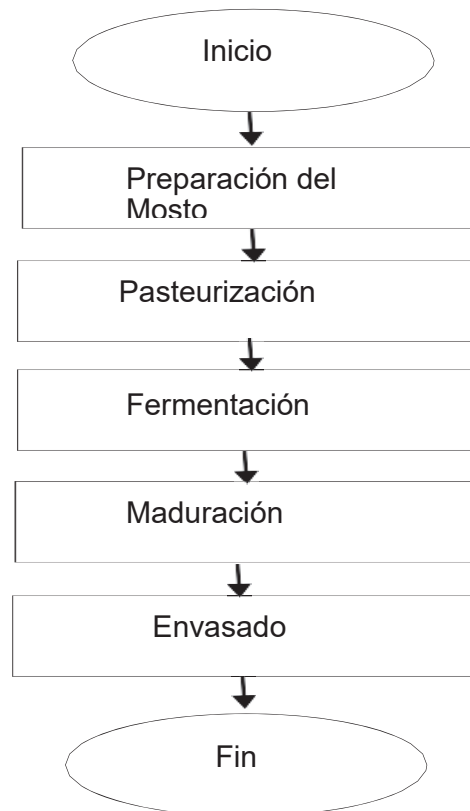 Inicio
Preparación del
Mosto
Pasteurización
Fermentación
Maduración
Envasado
Fin